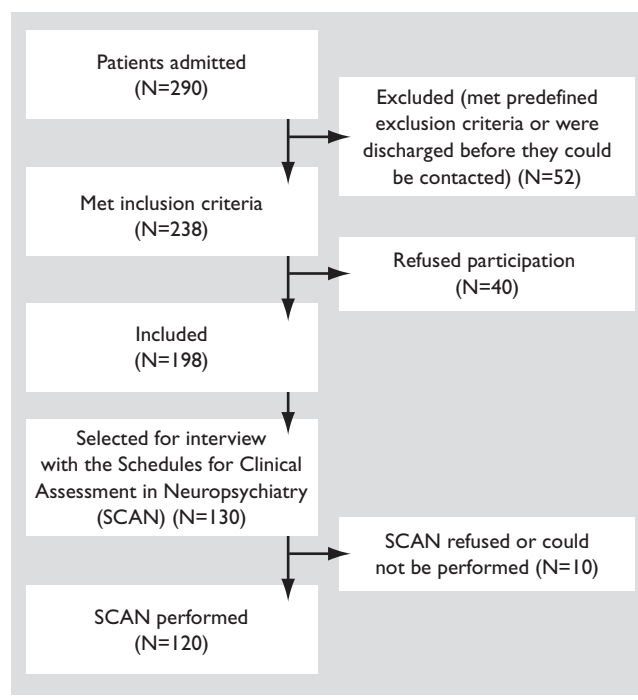 Patients admitted
(N=290)
Excluded (met predefined
exclusion criteria or were
discharged before they could
be contacted) (N=52)
Met inclusion criteria
(N=238)
Refused participation
(N=40)
Included
(N=198)
Selected for interview
with the Schedules for Clinical
Assessment in Neuropsychiatry
(SCAN) (N=130)
SCAN refused or could
not be performed (N=10)
SCAN performed
(N=120)